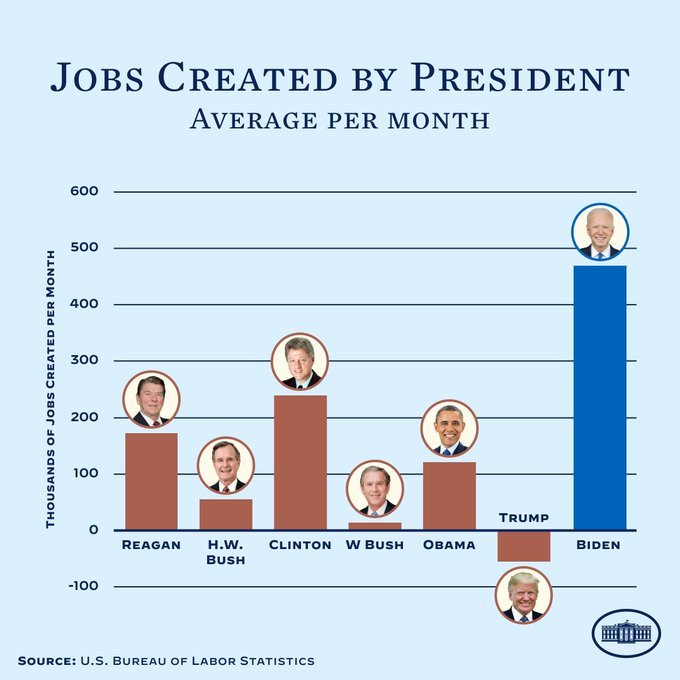 Jobs Created by President
Average per month
Thousands of Jobs Created per Month
600
500
400
300
200
100
0
-100
Reagan
H.W.
Bush
Clinton
W Bush
Obama
Trump
Biden
Source: U.S. Bureau of Labor Statistics